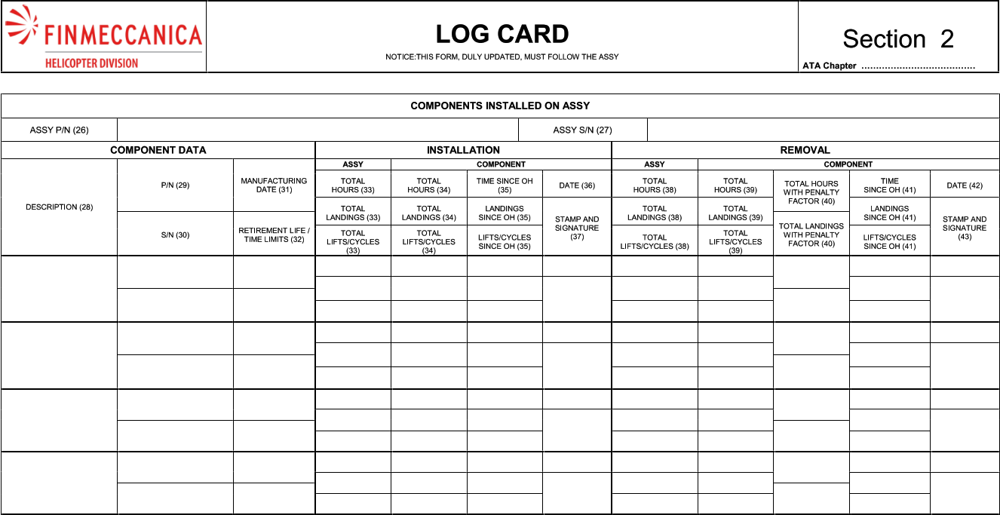 FINMECCANICA
HELICOPTER DIVISION
LOG CARD
NOTICE:THIS FORM, DULY UPDATED, MUST FOLLOW THE ASSY
Section 2
ATA Chapter .......................................
COMPONENTS INSTALLED ON ASSY
ASSY P/N (26)
ASSY S/N (27)
COMPONENT DATA
INSTALLATION
REMOVAL
ASSY
COMPONENT
ASSY
COMPONENT
DESCRIPTION (28)
P/N (29)
S/N (30)
MANUFACTURING
DATE (31)
RETIREMENT LIFE /
TIME LIMITS (32)
TOTAL
HOURS (33)
TOTAL
LANDINGS (33)
TOTAL
LIFTS/CYCLES
(33)
TOTAL
HOURS (34)
TOTAL
LANDINGS (34)
TOTAL
LIFTS/CYCLES
(34)
TIME SINCE OH
(35)
LANDINGS
SINCE OH (35)
LIFTS/CYCLES
SINCE OH (35)
DATE (36)
STAMP AND
SIGNATURE
(37)
TOTAL
HOURS (38)
TOTAL
LANDINGS (38)
TOTAL
LIFTS/CYCLES (38)
TOTAL
HOURS (39)
TOTAL
LANDINGS (39)
TOTAL
LIFTS/CYCLES
(39)
TOTAL HOURS
WITH PENALTY
FACTOR (40)
TOTAL LANDINGS
WITH PENALTY
FACTOR (40)
TIME
SINCE OH (41)
LANDINGS
SINCE OH (41)
LIFTS/CYCLES
SINCE OH (41)
DATE (42)
STAMP AND
SIGNATURE
(43)